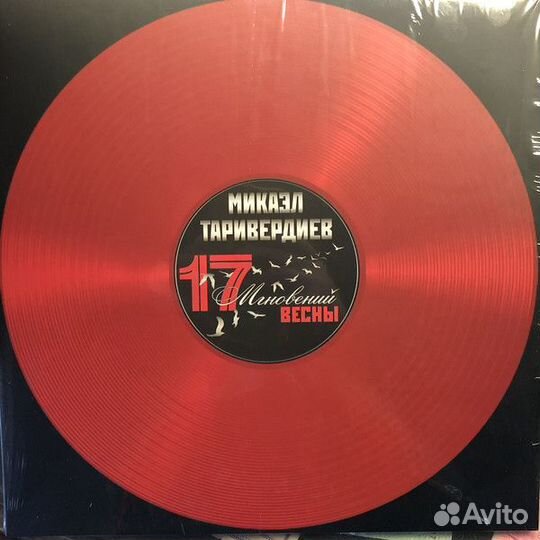 МИКАЭЛ
ТАРИВЕРДИЕВ
17
Мгновений
ВЕСНЫ
Avito